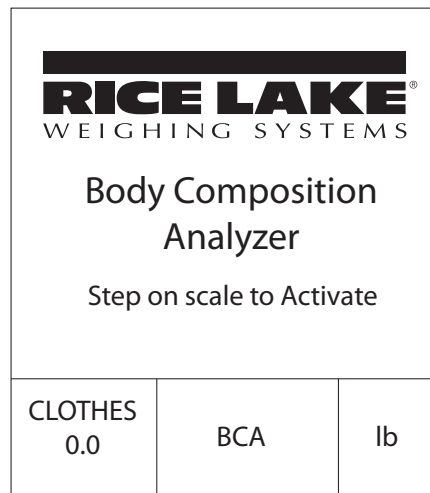 RICE LAKE®
WEIGHING SYSTEMS
Body Composition
Analyzer
Step on scale to Activate
CLOTHES
0.0
BCA
lb